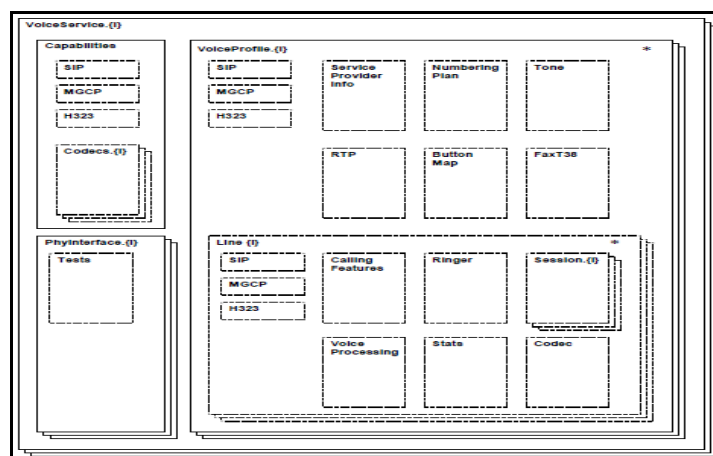 VoiceService.{i}
Capabilities
SIP
MGCP
H323
Codecs.{i}
PhyInterface.{i}
Tests
VoiceProfile.{i}
*
SIP
MGCP
H323
Service
Provider
Info
Numbering
Plan
Tone
RTP
Button
Map
FaxT38
Line {i}
*
SIP
MGCP
H323
Calling
Features
Ringer
Session.{i}
Voice
Processing
Stats
Codec